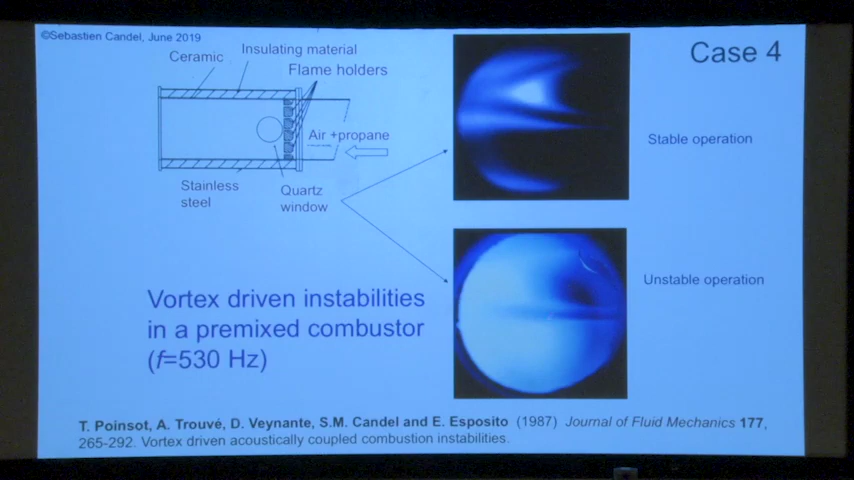 ©Sebastien Candel, June 2019
Case 4
Ceramic
Insulating material
Flame holders
Air +propane
Stainless
steel
Quartz
window
Stable operation
Unstable operation
Vortex driven instabilities
in a premixed combustor
(f=530 Hz)
T. Poinsot, A. Trouvé, D. Veynante, S.M. Candel and E. Esposito (1987) Journal of Fluid Mechanics 177,
265-292. Vortex driven acoustically coupled combustion instabilities.